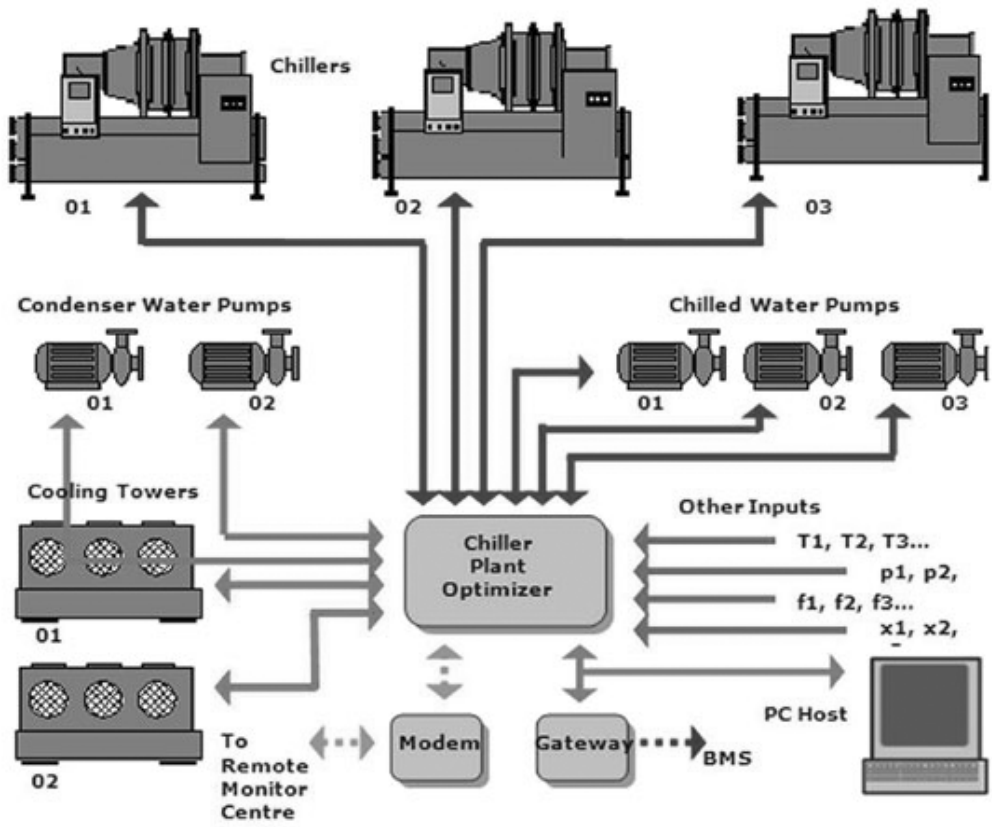 Chillers
01
02
03
Condenser Water Pumps
01
02
Chilled Water Pumps
01
02
03
Cooling Towers
01
02
Chiller
Plant
Optimizer
Other Inputs
T1, T2, T3...
p1, p2,
f1, f2, f3...
x1, x2,
To
Remote
Monitor
Centre
Modem
Gateway
BMS
PC Host